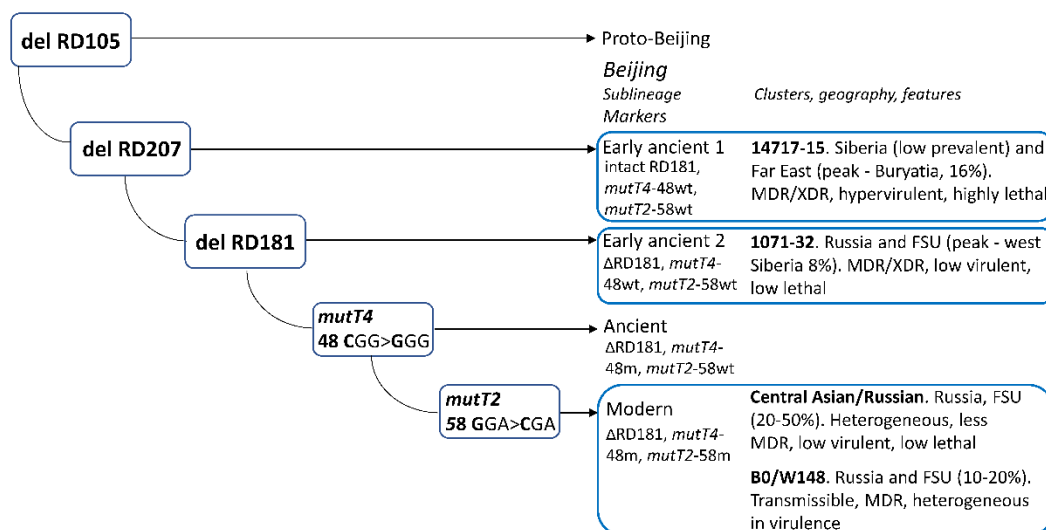 del RD105
Proto-Beijing
Beijing
Sublineage
Markers
Clusters, geography, features
del RD207
Early ancient 1
intact RD181,
mutT4-48wt,
mutT2-58wt
14717-15. Siberia (low prevalent) and
Far East (peak - Buryatia, 16%).
MDR/XDR, hypervirulent, highly lethal
del RD181
Early ancient 2
ΔRD181, mutT4-
48wt, mutT2-58wt
1071-32. Russia and FSU (peak - west
Siberia 8%). MDR/XDR, low virulent,
low lethal
mutT4
48 CGG>GGG
Ancient
ΔRD181, mutT4-
48m, mutT2-58wt
mutT2
58 GGA>CGA
Modern
ΔRD181, mutT4-
48m, mutT2-58m
Central Asian/Russian. Russia, FSU
(20-50%). Heterogeneous, less
MDR, low virulent, low lethal
B0/W148. Russia and FSU (10-20%).
Transmissible, MDR, heterogeneous
in virulence